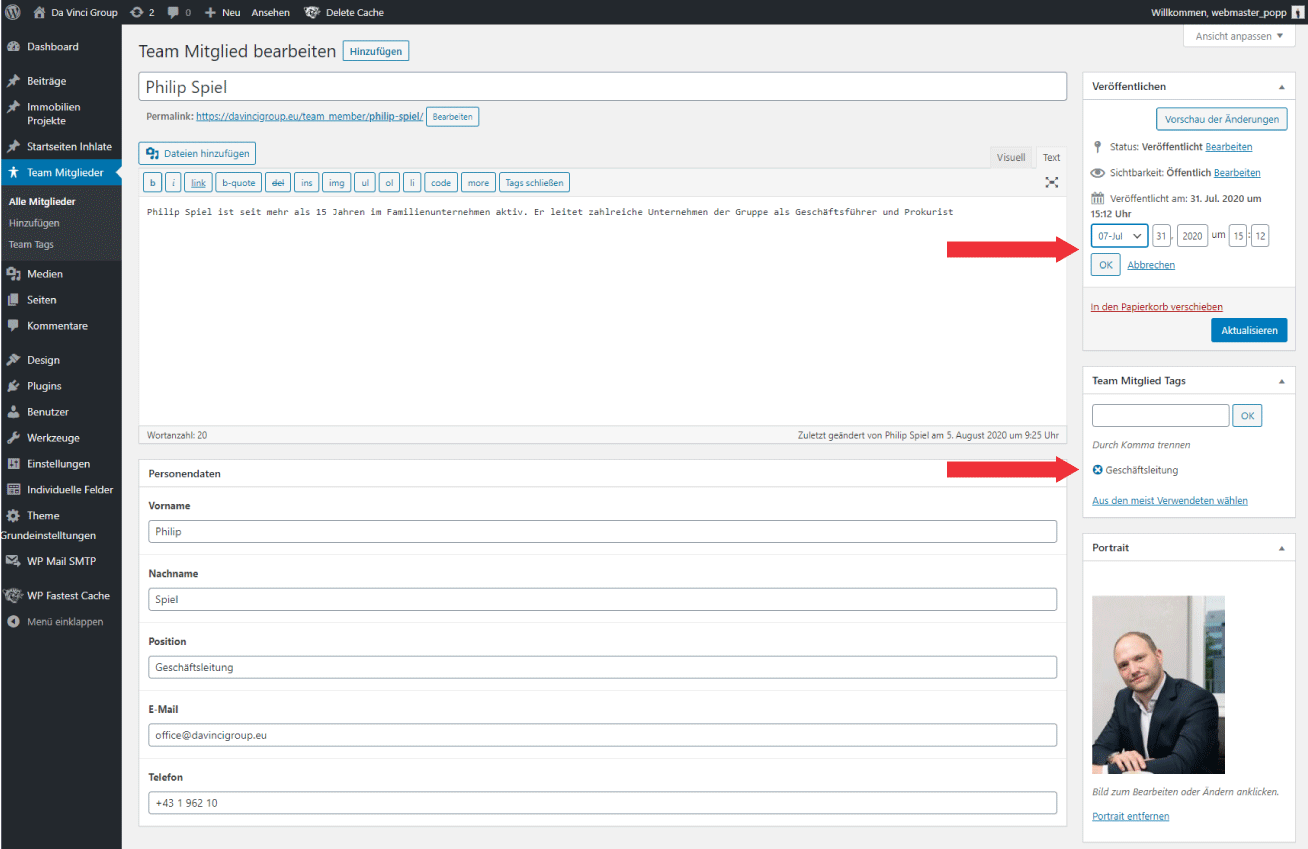 Da Vinci Group 2 0 Neu Ansehen Delete Cache Willkommen, webmaster_popp
Dashboard
Beiträge
Immobilien
Projekte
Startseiten Inhlate
Team Mitglieder
Alle Mitglieder
Hinzufügen
Team Tags
Medien
Seiten
Kommentare
Design
Plugins
Benutzer
Werkzeuge
Einstellungen
Individuelle Felder
Theme
Grundeinstelltungen
WP Mail SMTP
WP Fastest Cache
Menü einklappen
Ansicht anpassen
Team Mitglied bearbeiten Hinzufügen
Philip Spiel
Permalink: https://davincigroup.eu/team_member/philip-spiel/ Bearbeiten
Dateien hinzufügen
Visuell Text
b i link b-quote del ins img ul ol li code more Tags schließen
Philip Spiel ist seit mehr als 15 Jahren im Familienunternehmen aktiv. Er leitet zahlreiche Unternehmen der Gruppe als Geschäftsführer und Prokurist
Wortanzahl: 20 Zuletzt geändert von Philip Spiel am 5. August 2020 um 9:25 Uhr
Personendaten
Vorname
Philip
Nachname
Spiel
Position
Geschäftsleitung
E-Mail
office@davincigroup.eu
Telefon
+43 1 962 10
Veröffentlichen
Vorschau der Änderungen
Status: Veröffentlicht Bearbeiten
Sichtbarkeit: Öffentlich Bearbeiten
Veröffentlicht am: 31. Jul. 2020 um
15:12 Uhr
07-Jul 31 , 2020 um 15 : 12
OK Abbrechen
In den Papierkorb verschieben
Aktualisieren
Team Mitglied Tags
OK
Durch Komma trennen
Geschäftsleitung
Aus den meist Verwendeten wählen
Portrait
Bild zum Bearbeiten oder Ändern anklicken.
Portrait entfernen